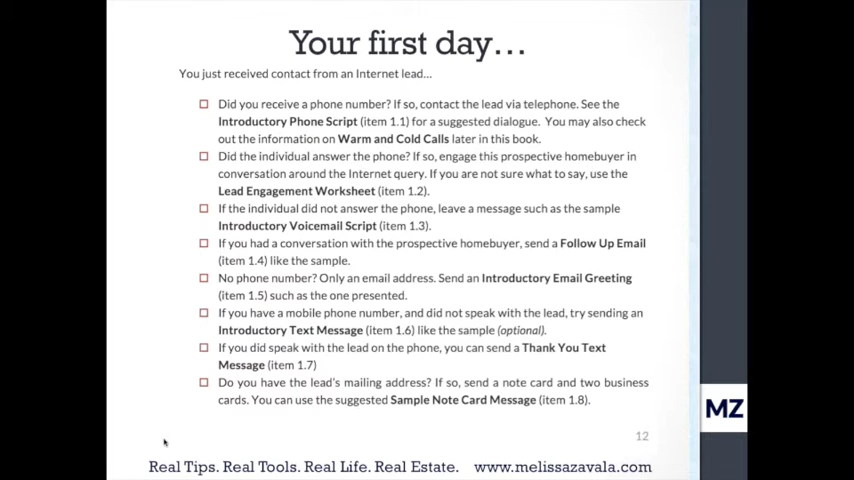 Your first day...
You just received contact from an Internet lead...
Did you receive a phone number? If so, contact the lead via telephone. See the
Introductory Phone Script (item 1.1) for a suggested dialogue. You may also check
out the information on Warm and Cold Calls later in this book.
Did the individual answer the phone? If so, engage this prospective homebuyer in
conversation around the Internet query. If you are not sure what to say, use the
Lead Engagement Worksheet (item 1.2).
If the individual did not answer the phone, leave a message such as the sample
Introductory Voicemail Script (item 1.3).
If you had a conversation with the prospective homebuyer, send a Follow Up Email
(item 1.4) like the sample.
No phone number? Only an email address. Send an Introductory Email Greeting
(item 1.5) such as the one presented.
If you have a mobile phone number, and did not speak with the lead, try sending an
Introductory Text Message (item 1.6) like the sample (optional).
If you did speak with the lead on the phone, you can send a Thank You Text
Message (item 1.7)
Do you have the lead's mailing address? If so, send a note card and two business
cards. You can use the suggested Sample Note Card Message (item 1.8).
MZ
12
Real Tips. Real Tools. Real Life. Real Estate. www.melissazavala.com